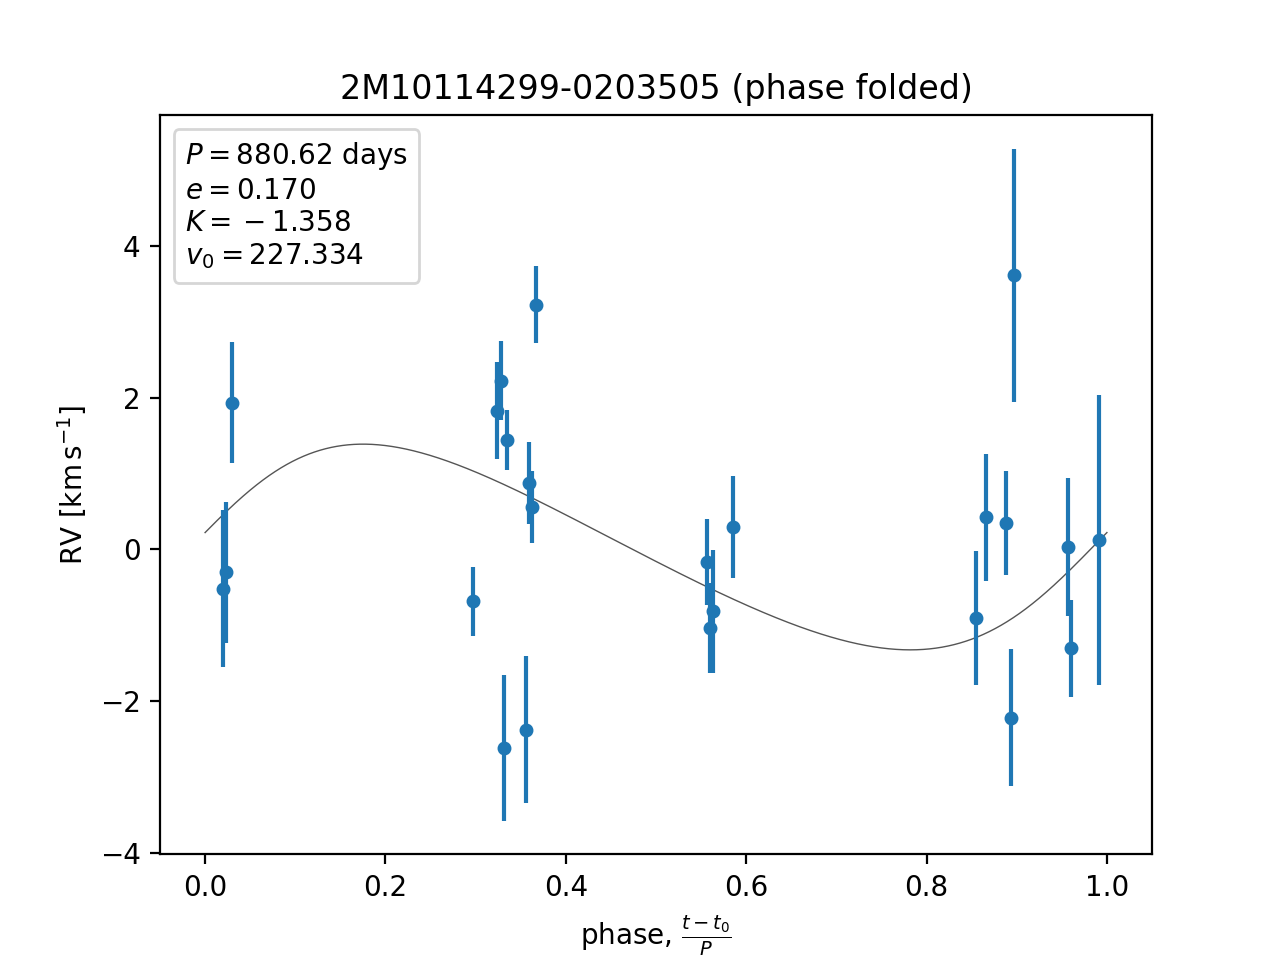 2M10114299-0203505 (phase folded)
P = 880.62 days
e = 0.170
K = −1.358
v₀ = 227.334
RV [km s⁻¹]
4
2
0
−2
−4
0.0 0.2 0.4 0.6 0.8 1.0
phase, (t − t₀)/P